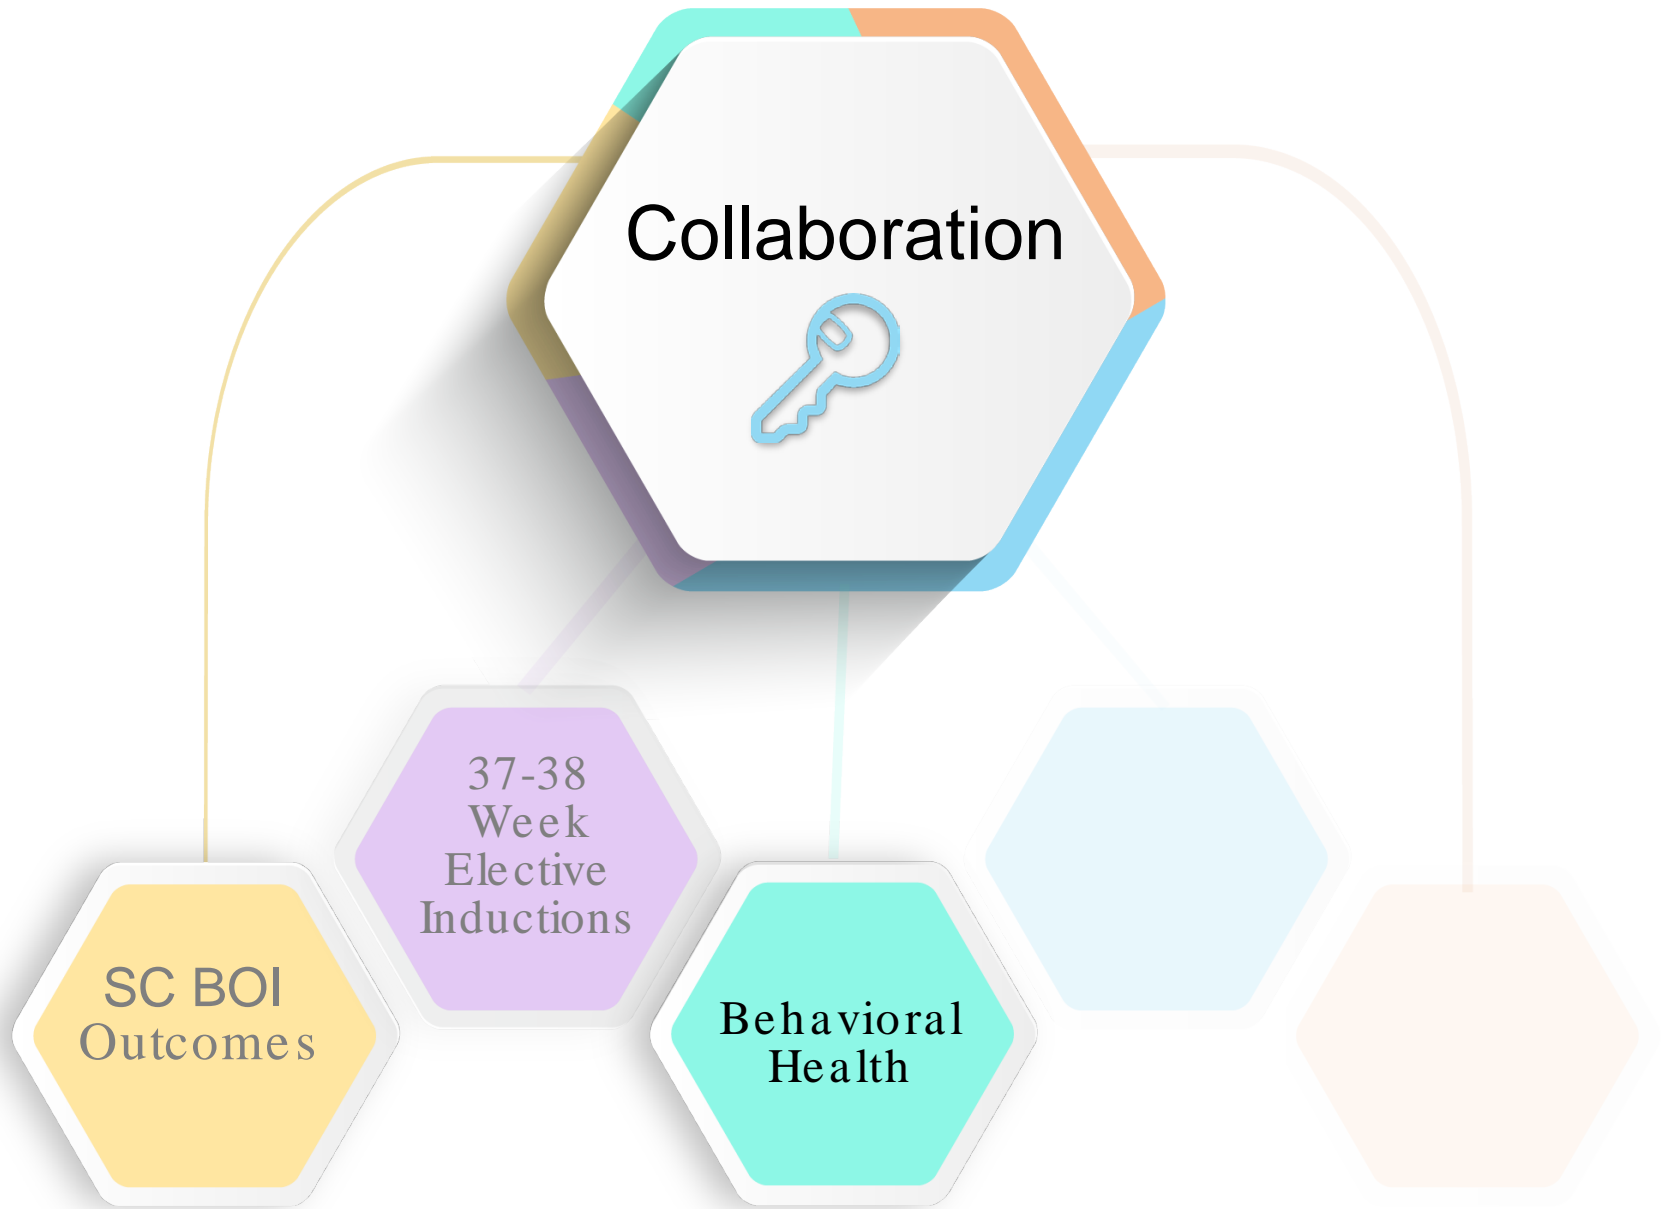 Collaboration
37-38
Week
Elective
Inductions
SC BOI
Outcomes
Behavioral
Health